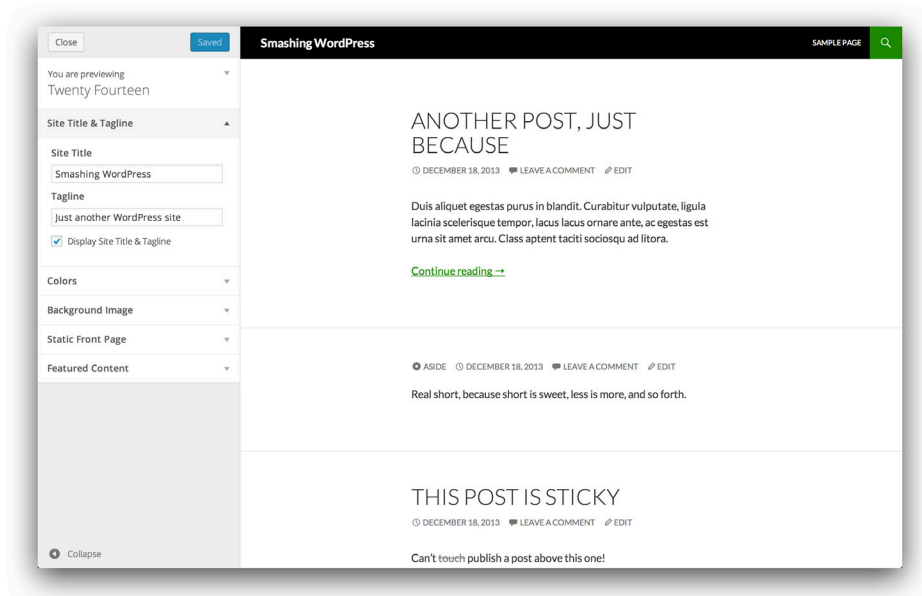 Close Saved
You are previewing
Twenty Fourteen
Site Title & Tagline
Site Title
Smashing WordPress
Tagline
Just another WordPress site
Display Site Title & Tagline
Colors
Background Image
Static Front Page
Featured Content
Collapse
Smashing WordPress SAMPLE PAGE
ANOTHER POST, JUST
BECAUSE
DECEMBER 18, 2013 LEAVE A COMMENT EDIT
Duis aliquet egestas purus in blandit. Curabitur vulputate, ligula
lacinia scelerisque tempor, lacus lacus ornare ante, ac egestas est
urna sit amet arcu. Class aptent taciti sociosqu ad litora.
Continue reading →
ASIDE DECEMBER 18, 2013 LEAVE A COMMENT EDIT
Real short, because short is sweet, less is more, and so forth.
THIS POST IS STICKY
DECEMBER 18, 2013 LEAVE A COMMENT EDIT
Can't touch publish a post above this one!